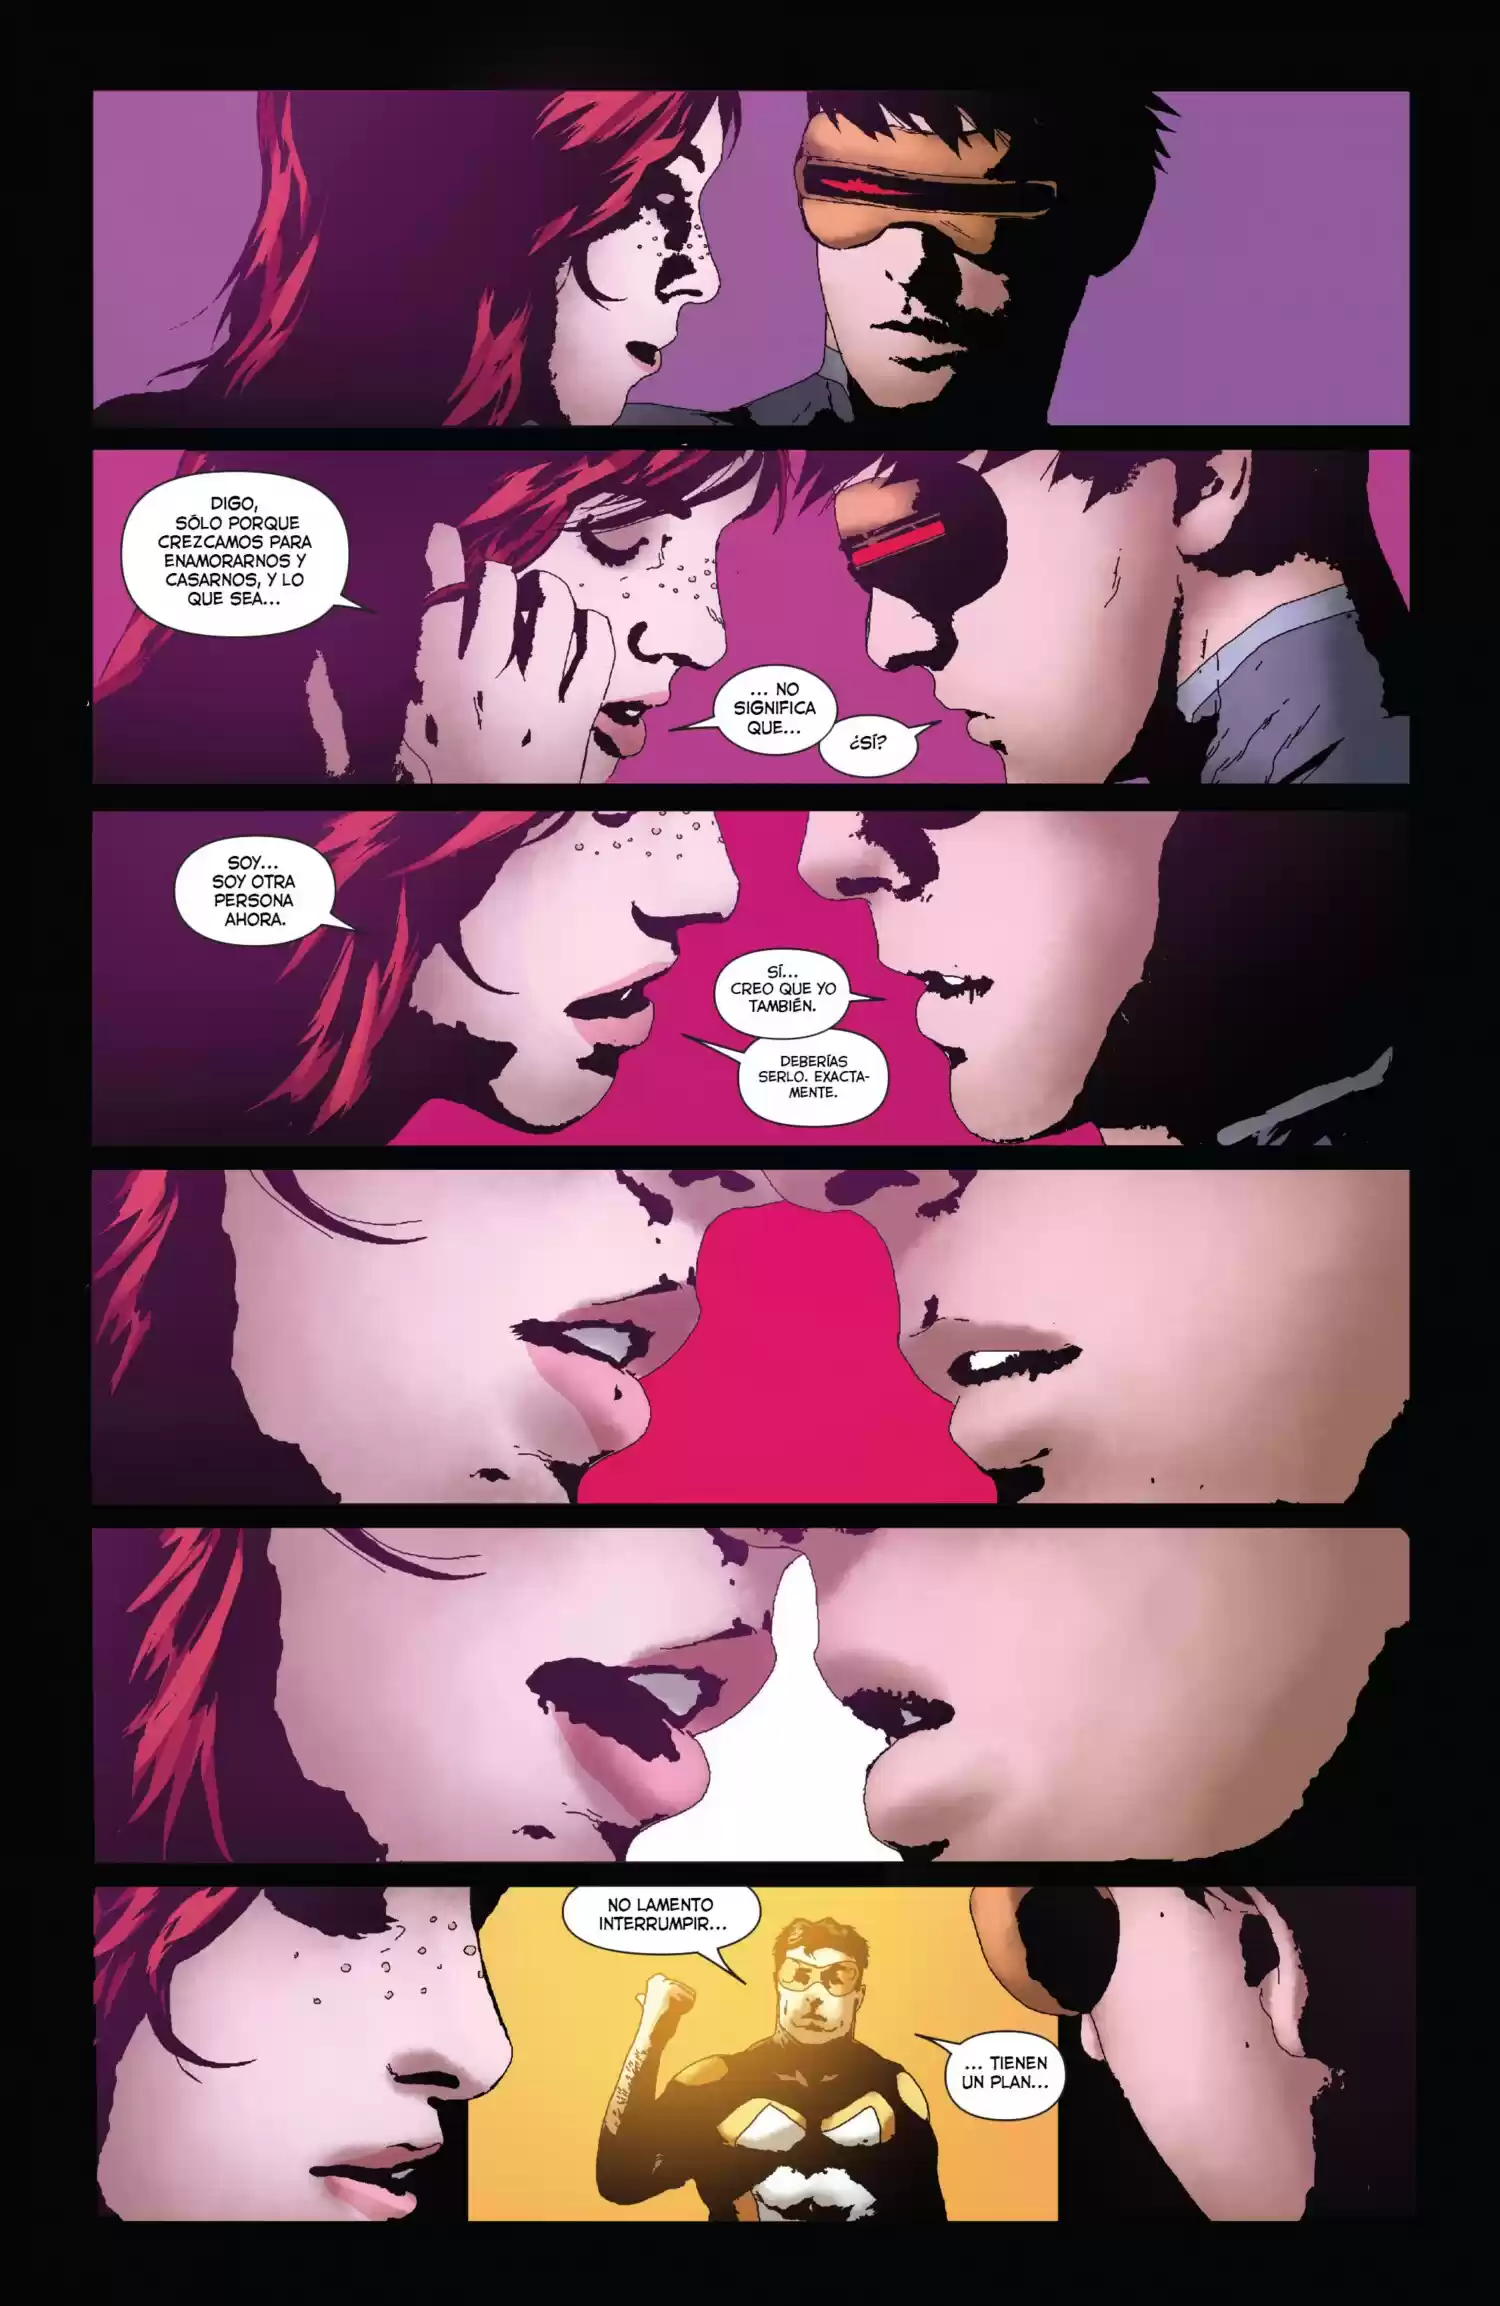 DIGO,
SÓLO PORQUE
CREZCAMOS PARA
ENAMORARNOS Y
CASARNOS, Y LO
QUE SEA...
... NO
SIGNIFICA
QUE...
¿SÍ?
SOY...
SOY OTRA
PERSONA
AHORA.
SÍ...
CREO QUE YO
TAMBIÉN.
DEBERÍAS
SERLO. EXACTA-
MENTE.
NO LAMENTO
INTERRUMPIR...
... TIENEN
UN PLAN...